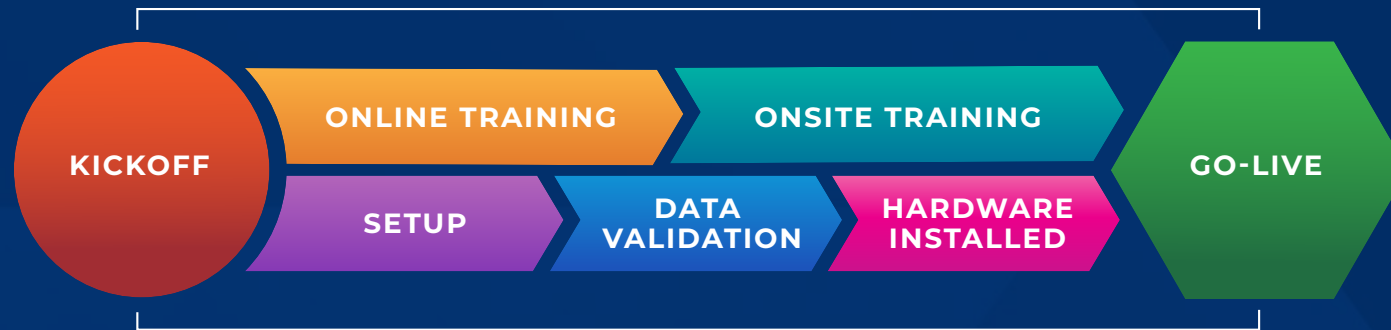 KICKOFF
ONLINE TRAINING
ONSITE TRAINING
SETUP
DATA
VALIDATION
HARDWARE
INSTALLED
GO-LIVE